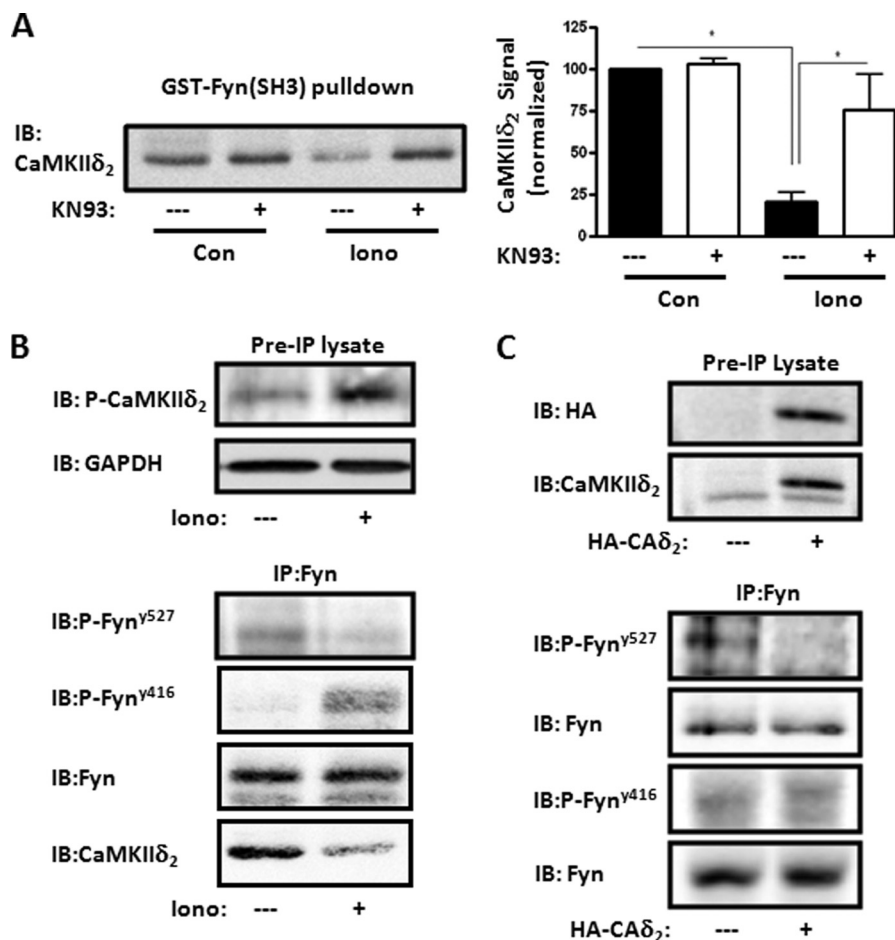 A
GST-Fyn(SH3) pulldown
IB:
CaMKIIδ₂
KN93: --- + --- +
Con Iono
CaMKIIδ₂ Signal
(normalized)
125
100
75
50
25
0
* *
KN93: --- + --- +
Con Iono
B
Pre-IP lysate
IB: P-CaMKIIδ₂
IB: GAPDH
Iono: --- +
IP:Fyn
IB:P-Fynʸ⁵²⁷
IB:P-Fynʸ⁴¹⁶
IB:Fyn
IB:CaMKIIδ₂
Iono: --- +
C
Pre-IP Lysate
IB: HA
IB:CaMKIIδ₂
HA-CAδ₂: --- +
IP:Fyn
IB:P-Fynʸ⁵²⁷
IB: Fyn
IB:P-Fynʸ⁴¹⁶
IB: Fyn
HA-CAδ₂: --- +